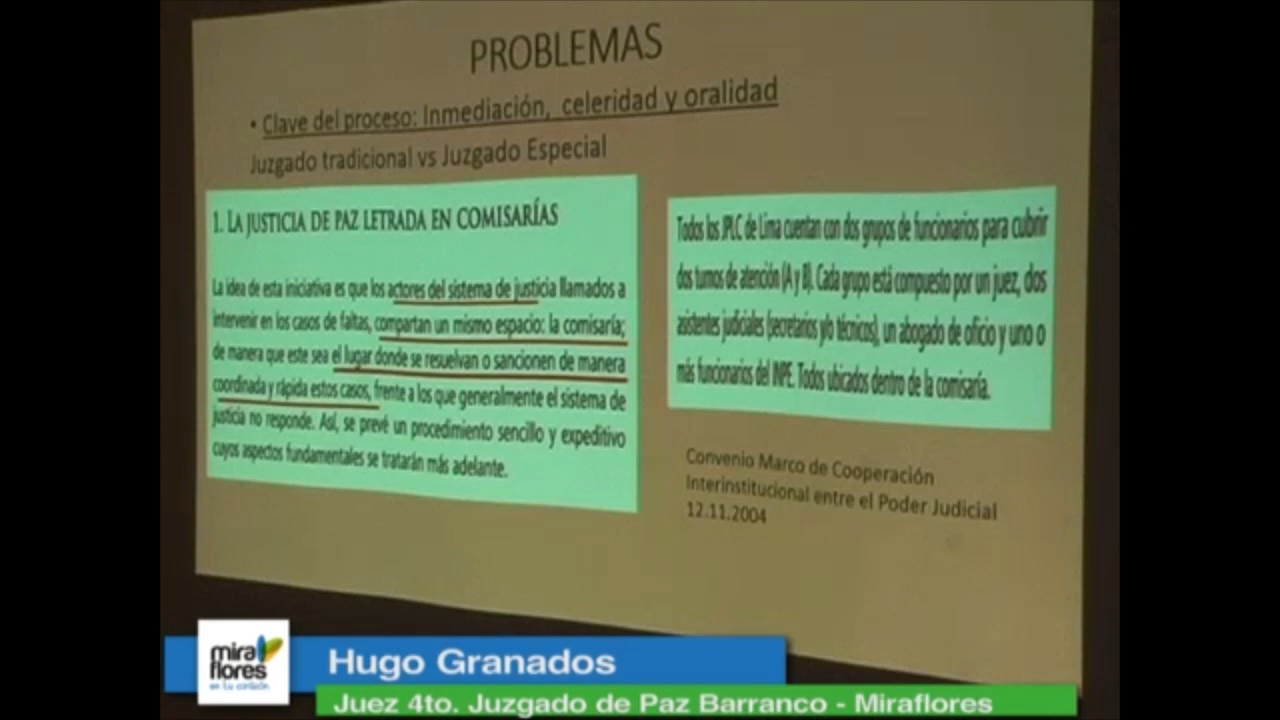 PROBLEMAS
• Clave del proceso: Inmediación, celeridad y oralidad
Juzgado tradicional vs Juzgado Especial
1. LA JUSTICIA DE PAZ LETRADA EN COMISARÍAS
La idea de esta iniciativa es que los actores del sistema de justicia llamados a
intervenir en los casos de faltas, compartan un mismo espacio: la comisaría;
de manera que este sea el lugar donde se resuelvan o sancionen de manera
coordinada y rápida estos casos, frente a los que generalmente el sistema de
justicia no responde. Así, se prevé un procedimiento sencillo y expeditivo
cuyos aspectos fundamentales se tratarán más adelante.
Todos los JPLC de Lima cuentan con dos grupos de funcionarios para cubrir
dos turnos de atención (A y B). Cada grupo está compuesto por un juez, dos
asistentes judiciales (secretarios y/o técnicos), un abogado de oficio y uno o
más funcionarios del INPE. Todos ubicados dentro de la comisaría.
Convenio Marco de Cooperación
Interinstitucional entre el Poder Judicial
12.11.2004
mira
flores
en tu corazón
Hugo Granados
Juez 4to. Juzgado de Paz Barranco - Miraflores